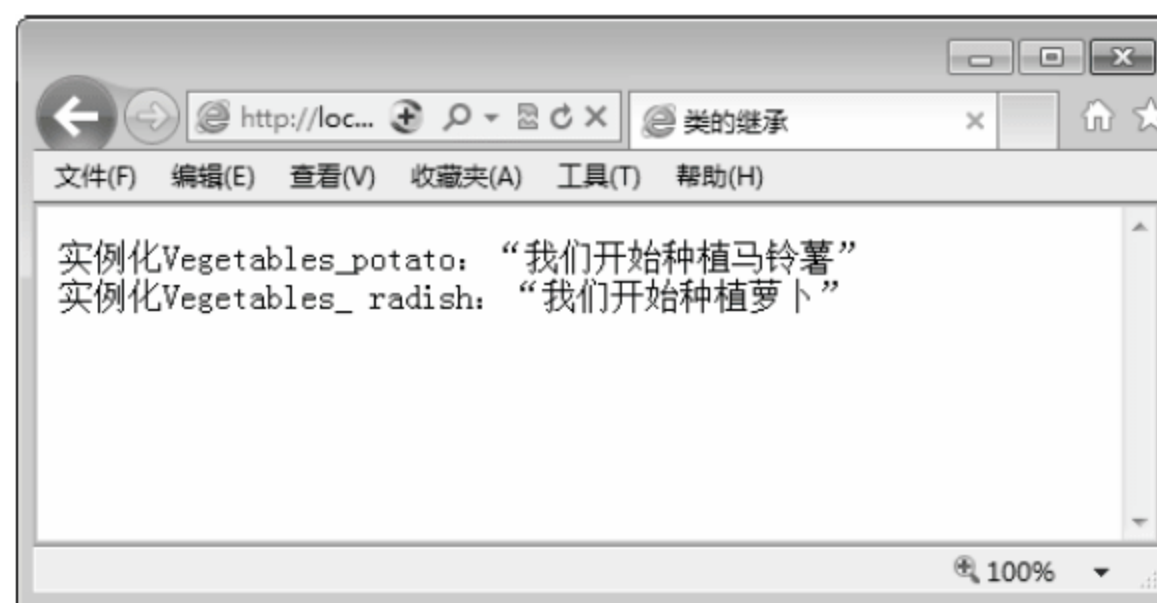 http://loc...
类的继承
文件(F) 编辑(E) 查看(V) 收藏夹(A) 工具(T) 帮助(H)
实例化Vegetables_potato：“我们开始种植马铃薯”
实例化Vegetables_ radish：“我们开始种植萝卜”
100%